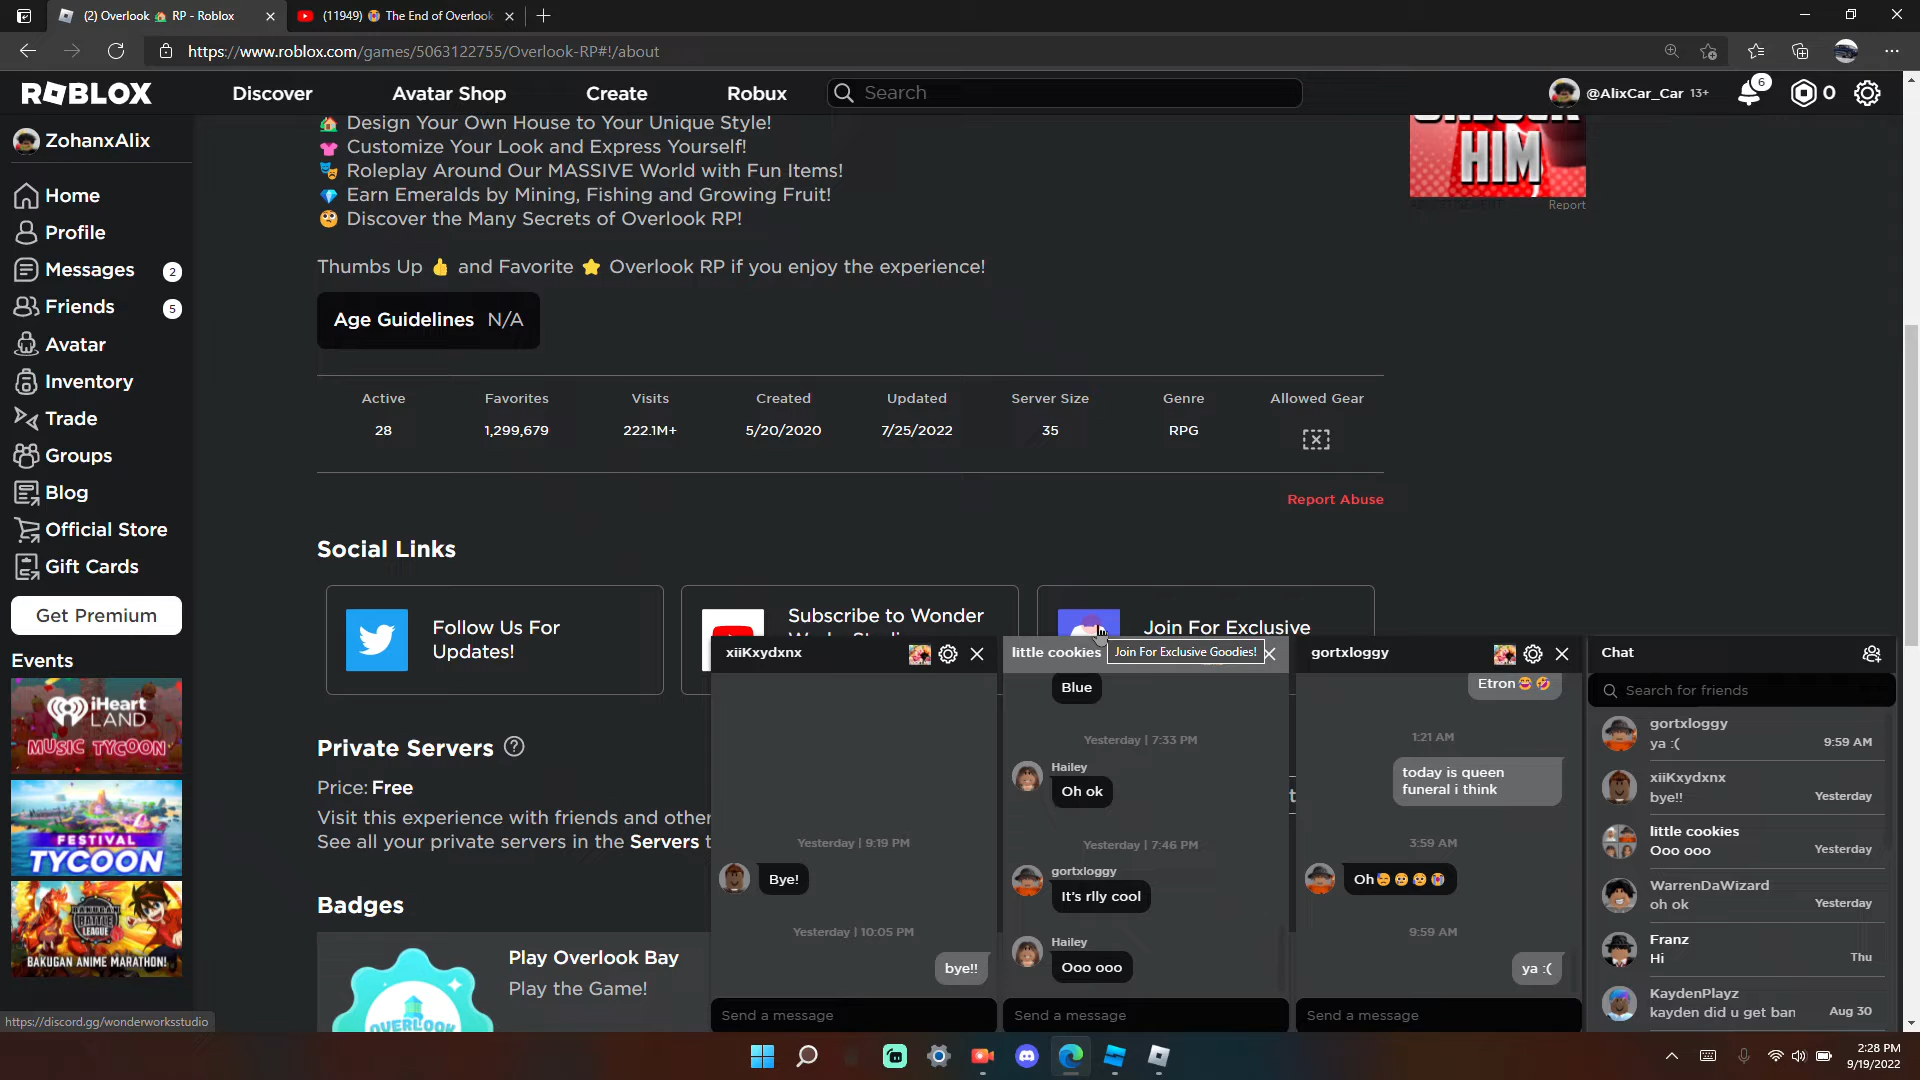 (2) Overlook 🏠 RP - Roblox
(11949) 😭 The End of Overlook
https://www.roblox.com/games/5063122755/Overlook-RP#!/about
ROBLOX
Discover
Avatar Shop
Create
Robux
Search
@AlixCar_Car 13+
6
0
ZohanxAlix
Home
Profile
Messages 2
Friends 5
Avatar
Inventory
Trade
Groups
Blog
Official Store
Gift Cards
Get Premium
Events
iHeart
LAND
MUSIC TYCOON
FESTIVAL
TYCOON
BAKUGAN
BATTLE
LEAGUE
BAKUGAN ANIME MARATHON!
🏠 Design Your Own House to Your Unique Style!
👚 Customize Your Look and Express Yourself!
🎭 Roleplay Around Our MASSIVE World with Fun Items!
💎 Earn Emeralds by Mining, Fishing and Growing Fruit!
🧐 Discover the Many Secrets of Overlook RP!
Thumbs Up 👍 and Favorite ⭐ Overlook RP if you enjoy the experience!
HIM
Report
Age Guidelines N/A
Active Favorites Visits Created Updated Server Size Genre Allowed Gear
28 1,299,679 222.1M+ 5/20/2020 7/25/2022 35 RPG
Report Abuse
Social Links
Follow Us For
Updates!
Subscribe to Wonder
Join For Exclusive
Join For Exclusive Goodies!
Private Servers
Price: Free
Visit this experience with friends and other
See all your private servers in the Servers t
Badges
OVERLOOK
Play Overlook Bay
Play the Game!
xiiKxydxnx
Yesterday | 9:19 PM
Bye!
Yesterday | 10:05 PM
bye!!
Send a message
little cookies
Blue
Yesterday | 7:33 PM
Hailey
Oh ok
Yesterday | 7:46 PM
gortxloggy
It's rlly cool
Hailey
Ooo ooo
Send a message
gortxloggy
Etron😂 🤣
1:21 AM
today is queen
funeral i think
3:59 AM
Oh😓 😢 😥 😭
9:59 AM
ya :(
Send a message
Chat
Search for friends
gortxloggy
ya :( 9:59 AM
xiiKxydxnx
bye!! Yesterday
little cookies
Ooo ooo Yesterday
WarrenDaWizard
oh ok Yesterday
Franz
Hi Thu
KaydenPlayz
kayden did u get ban Aug 30
https://discord.gg/wonderworksstudio
2:28 PM
9/19/2022